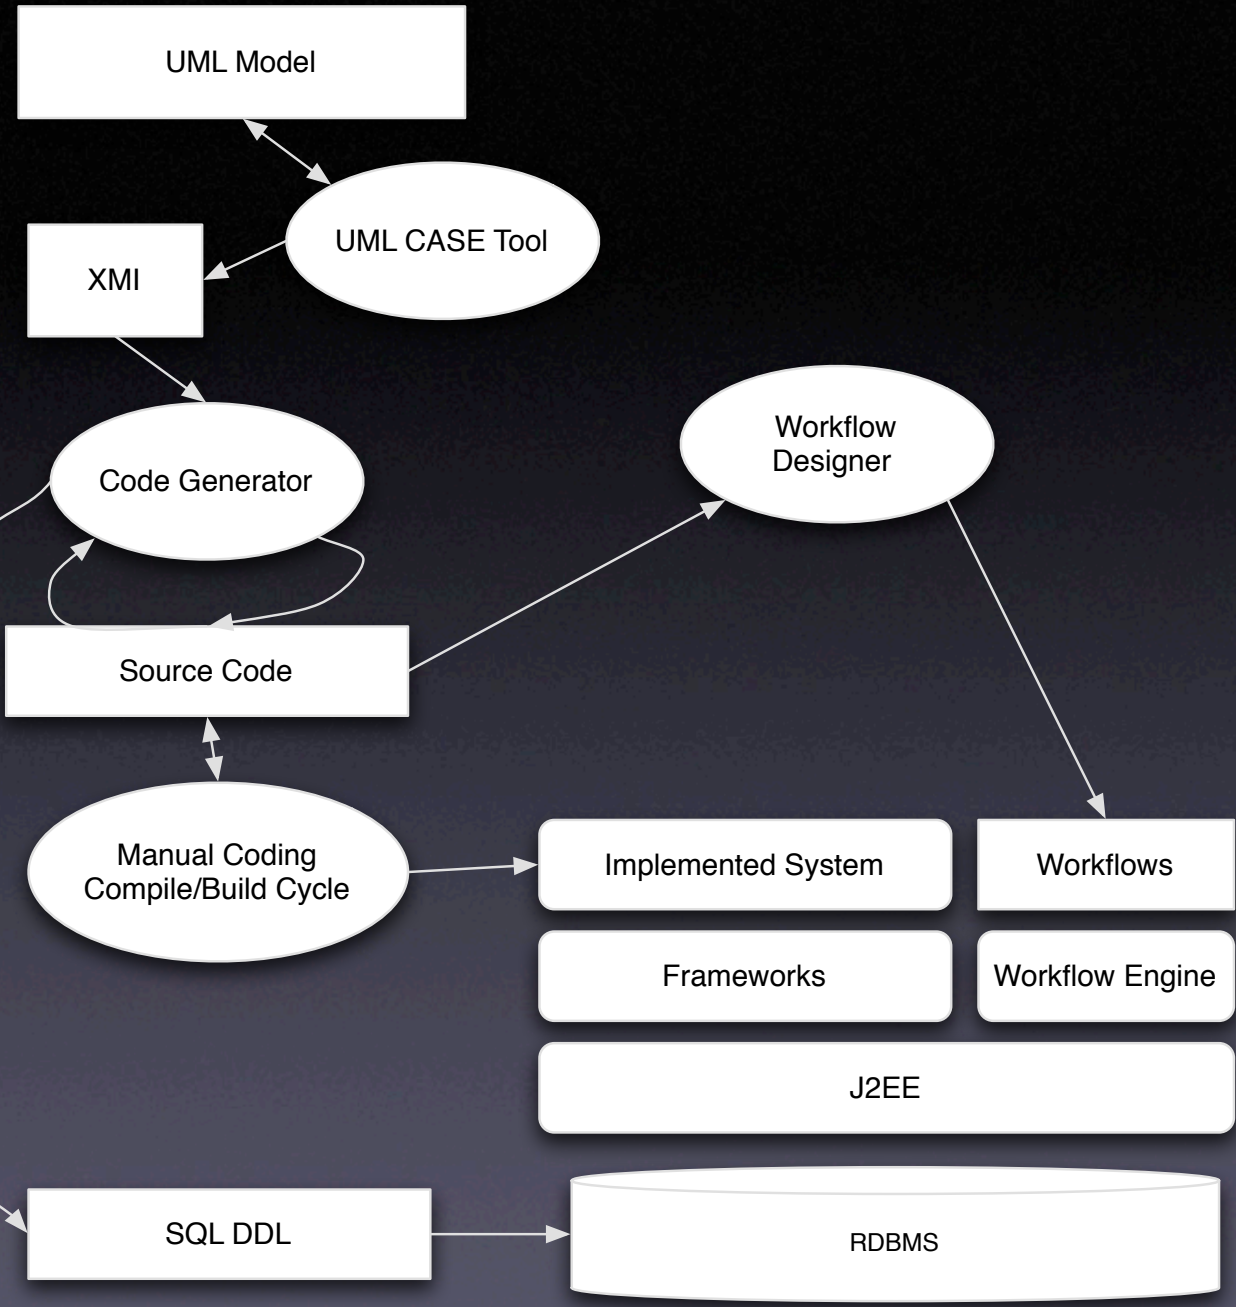 UML Model
UML CASE Tool
XMI
Workflow
Designer
Code Generator
Source Code
Manual Coding
Compile/Build Cycle
Implemented System
Workflows
Frameworks
Workflow Engine
J2EE
SQL DDL
RDBMS